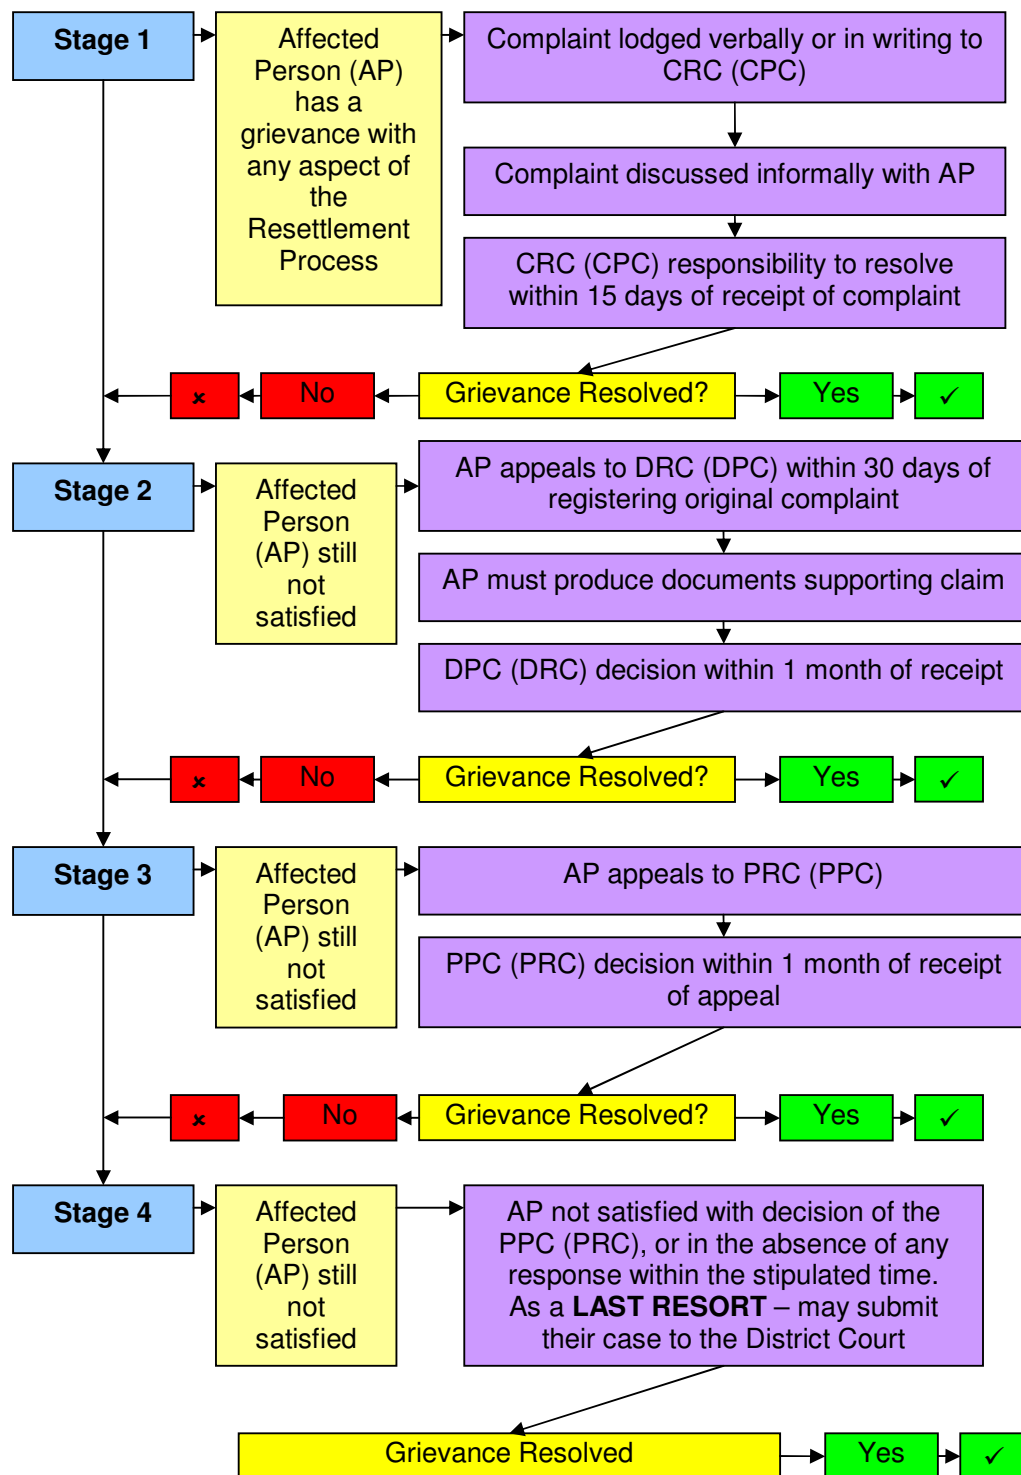 Stage 1
Affected
Person (AP)
has a
grievance with
any aspect of
the
Resettlement
Process
Complaint lodged verbally or in writing to
CRC (CPC)
Complaint discussed informally with AP
CRC (CPC) responsibility to resolve
within 15 days of receipt of complaint
× No Grievance Resolved? Yes ✓
Stage 2
Affected
Person
(AP) still
not
satisfied
AP appeals to DRC (DPC) within 30 days of
registering original complaint
AP must produce documents supporting claim
DPC (DRC) decision within 1 month of receipt
× No Grievance Resolved? Yes ✓
Stage 3
Affected
Person
(AP) still
not
satisfied
AP appeals to PRC (PPC)
PPC (PRC) decision within 1 month of receipt
of appeal
× No Grievance Resolved? Yes ✓
Stage 4
Affected
Person
(AP) still
not
satisfied
AP not satisfied with decision of the
PPC (PRC), or in the absence of any
response within the stipulated time.
As a LAST RESORT – may submit
their case to the District Court
Grievance Resolved Yes ✓